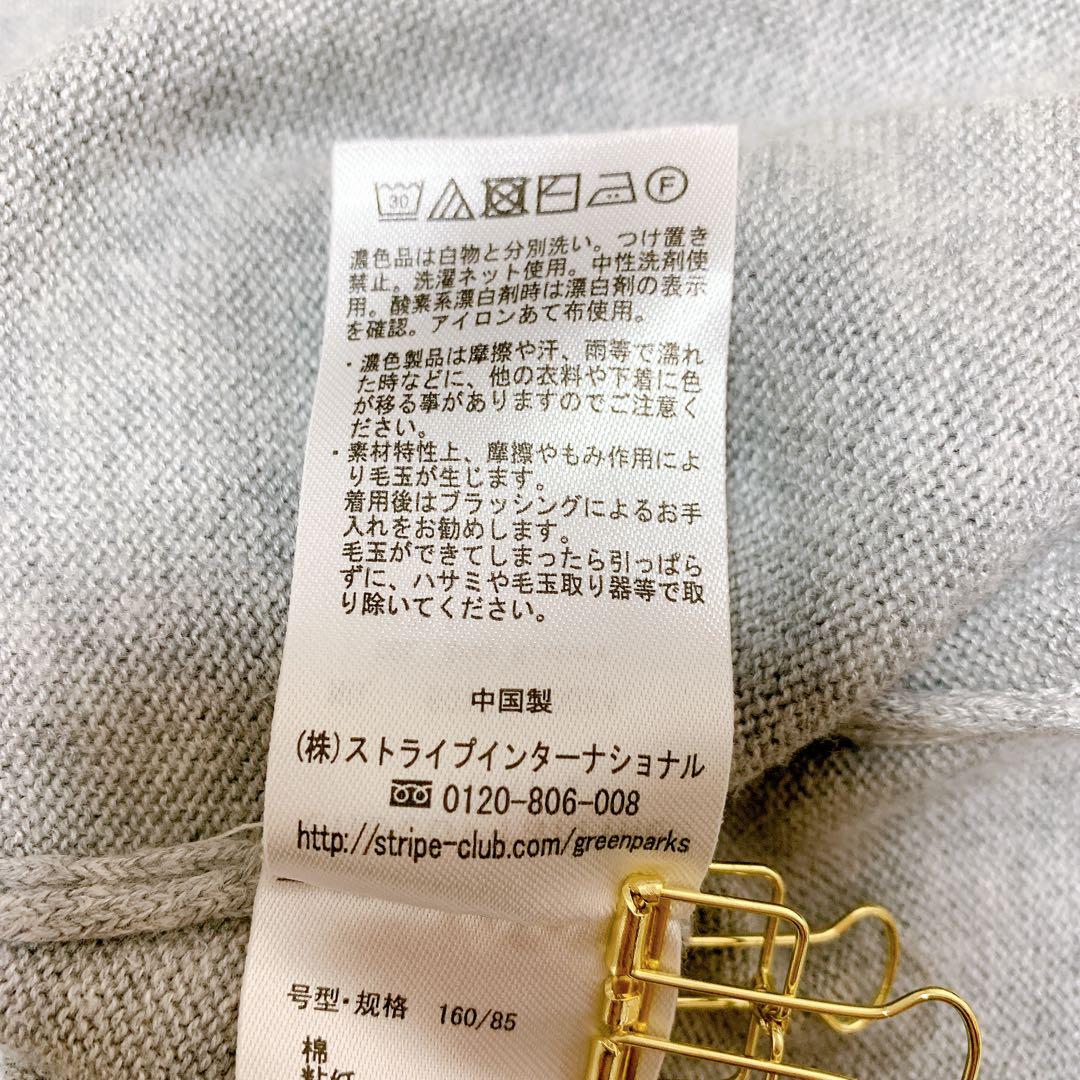 30 F
濃色品は白物と分別洗い。つけ置き
禁止。洗濯ネット使用。中性洗剤使
用。酸素系漂白剤時は漂白剤の表示
を確認。アイロンあて布使用。
・濃色製品は摩擦や汗、雨等で濡れ
た時などに、他の衣料や下着に色
が移る事がありますのでご注意く
ださい。
・素材特性上、摩擦やもみ作用によ
り毛玉が生じます。
着用後はブラッシングによるお手
入れをお勧めします。
毛玉ができてしまったら引っぱら
ずに、ハサミや毛玉取り器等で取
り除いてください。
中国製
(株)ストライプインターナショナル
0120-806-008
http://stripe-club.com/greenparks
号型·规格 160/85
棉